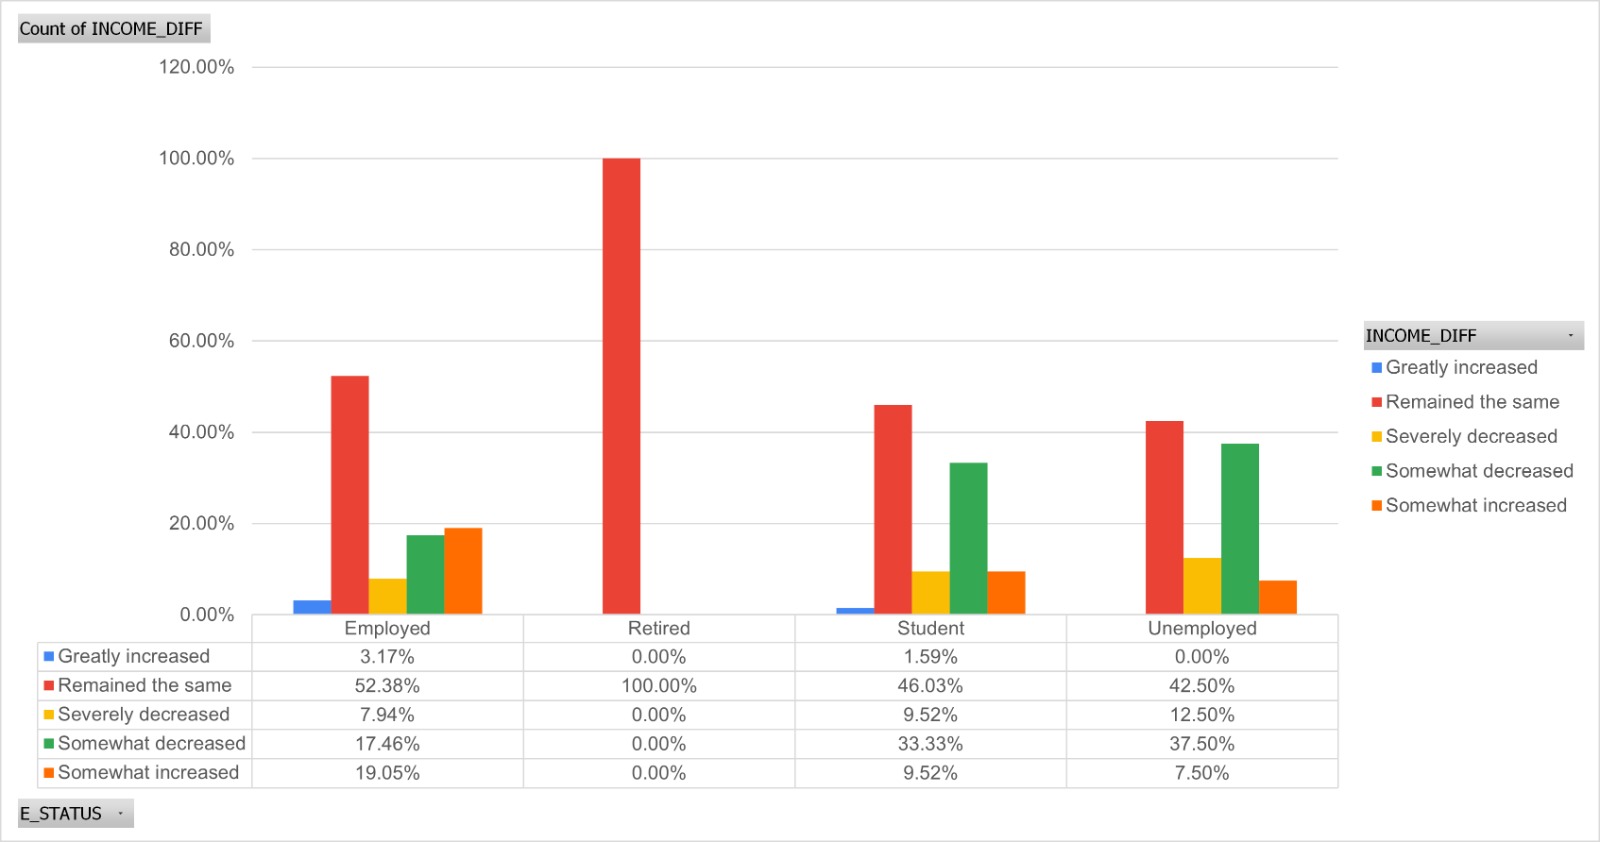 Count of INCOME_DIFF
120.00%
100.00%
80.00%
60.00%
40.00%
20.00%
0.00%
Employed Retired Student Unemployed
Greatly increased 3.17% 0.00% 1.59% 0.00%
Remained the same 52.38% 100.00% 46.03% 42.50%
Severely decreased 7.94% 0.00% 9.52% 12.50%
Somewhat decreased 17.46% 0.00% 33.33% 37.50%
Somewhat increased 19.05% 0.00% 9.52% 7.50%
E_STATUS
INCOME_DIFF
Greatly increased
Remained the same
Severely decreased
Somewhat decreased
Somewhat increased